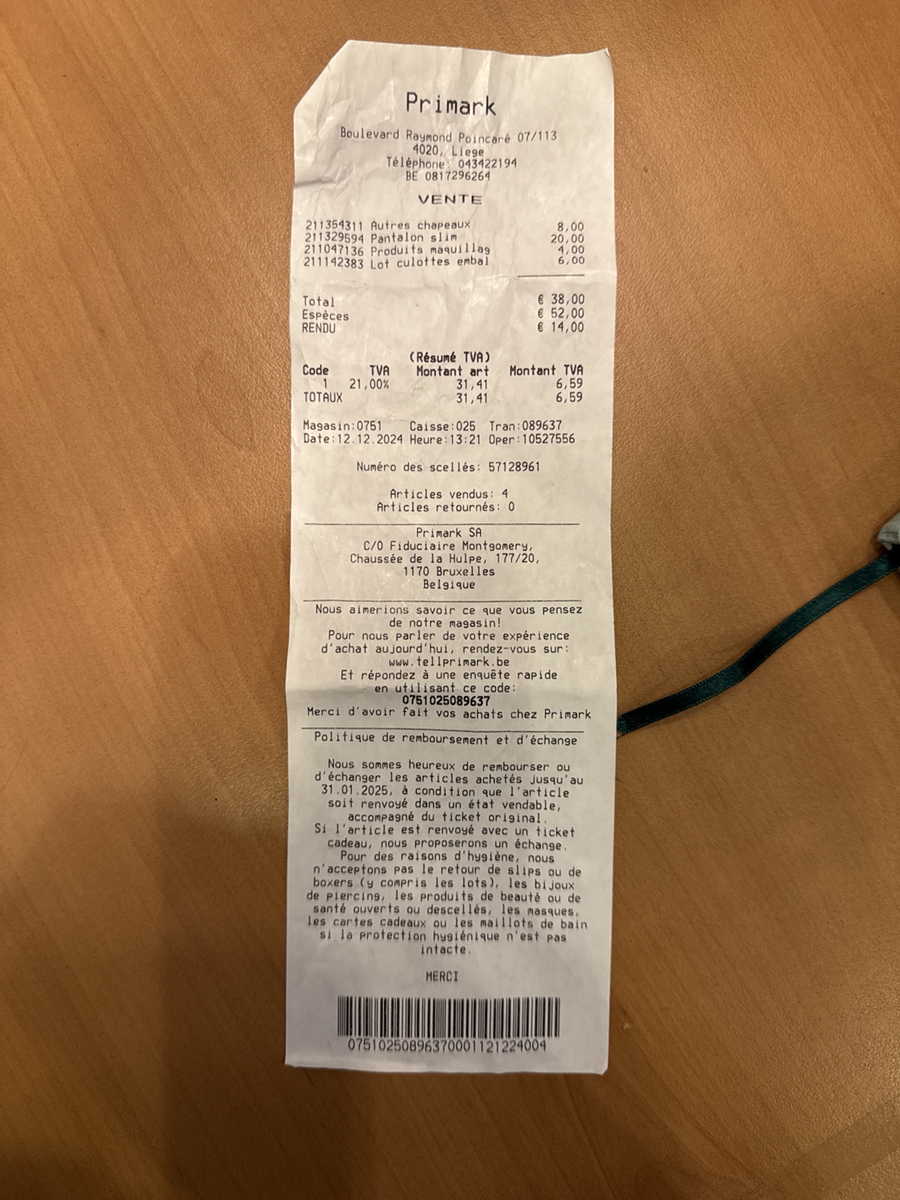 Primark
Boulevard Raymond Poincaré 07/113
4020, Liege
Téléphone 043422194
BE 0817296264
VENTE
211354311 Autres chapeaux 8,00
211329594 Pantalon slim 20,00
211047136 Produits maquillag 4,00
211142383 Lot culottes embal 6,00
Total € 38,00
Espèces € 52,00
RENDU € 14,00
(Résumé TVA)
Code TVA Montant art Montant TVA
1 21,00% 31,41 6,59
TOTAUX 31,41 6,59
Magasin:0751 Caisse:025 Tran:089637
Date:12.12.2024 Heure:13:21 Oper:10527556
Numéro des scellés: 57128961
Articles vendus: 4
Articles retournés: 0
Primark SA
C/O Fiduciaire Montgomery,
Chaussée de la Hulpe, 177/20,
1170 Bruxelles
Belgique
Nous aimerions savoir ce que vous pensez
de notre magasin!
Pour nous parler de votre expérience
d'achat aujourd'hui, rendez-vous sur:
www.tellprimark.be
Et répondez à une enquête rapide
en utilisant ce code:
0751025089637
Merci d'avoir fait vos achats chez Primark
Politique de remboursement et d'échange
Nous sommes heureux de rembourser ou
d'échanger les articles achetés jusqu'au
31.01.2025, à condition que l'article
soit renvoyé dans un état vendable,
accompagné du ticket original.
Si l'article est renvoyé avec un ticket
cadeau, nous proposerons un échange.
Pour des raisons d'hygiène, nous
n'acceptons pas le retour de slips ou de
boxers (y compris les lots), les bijoux
de piercing, les produits de beauté ou de
santé ouverts ou descellés, les masques,
les cartes cadeaux ou les maillots de bain
si la protection hygiénique n'est pas
intacte.
MERCI
07510250896370001121224004